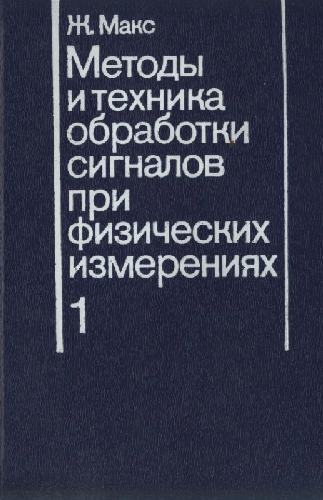 Ж. Макс
Методы
и техника
обработки
сигналов
при
физических
измерениях
1